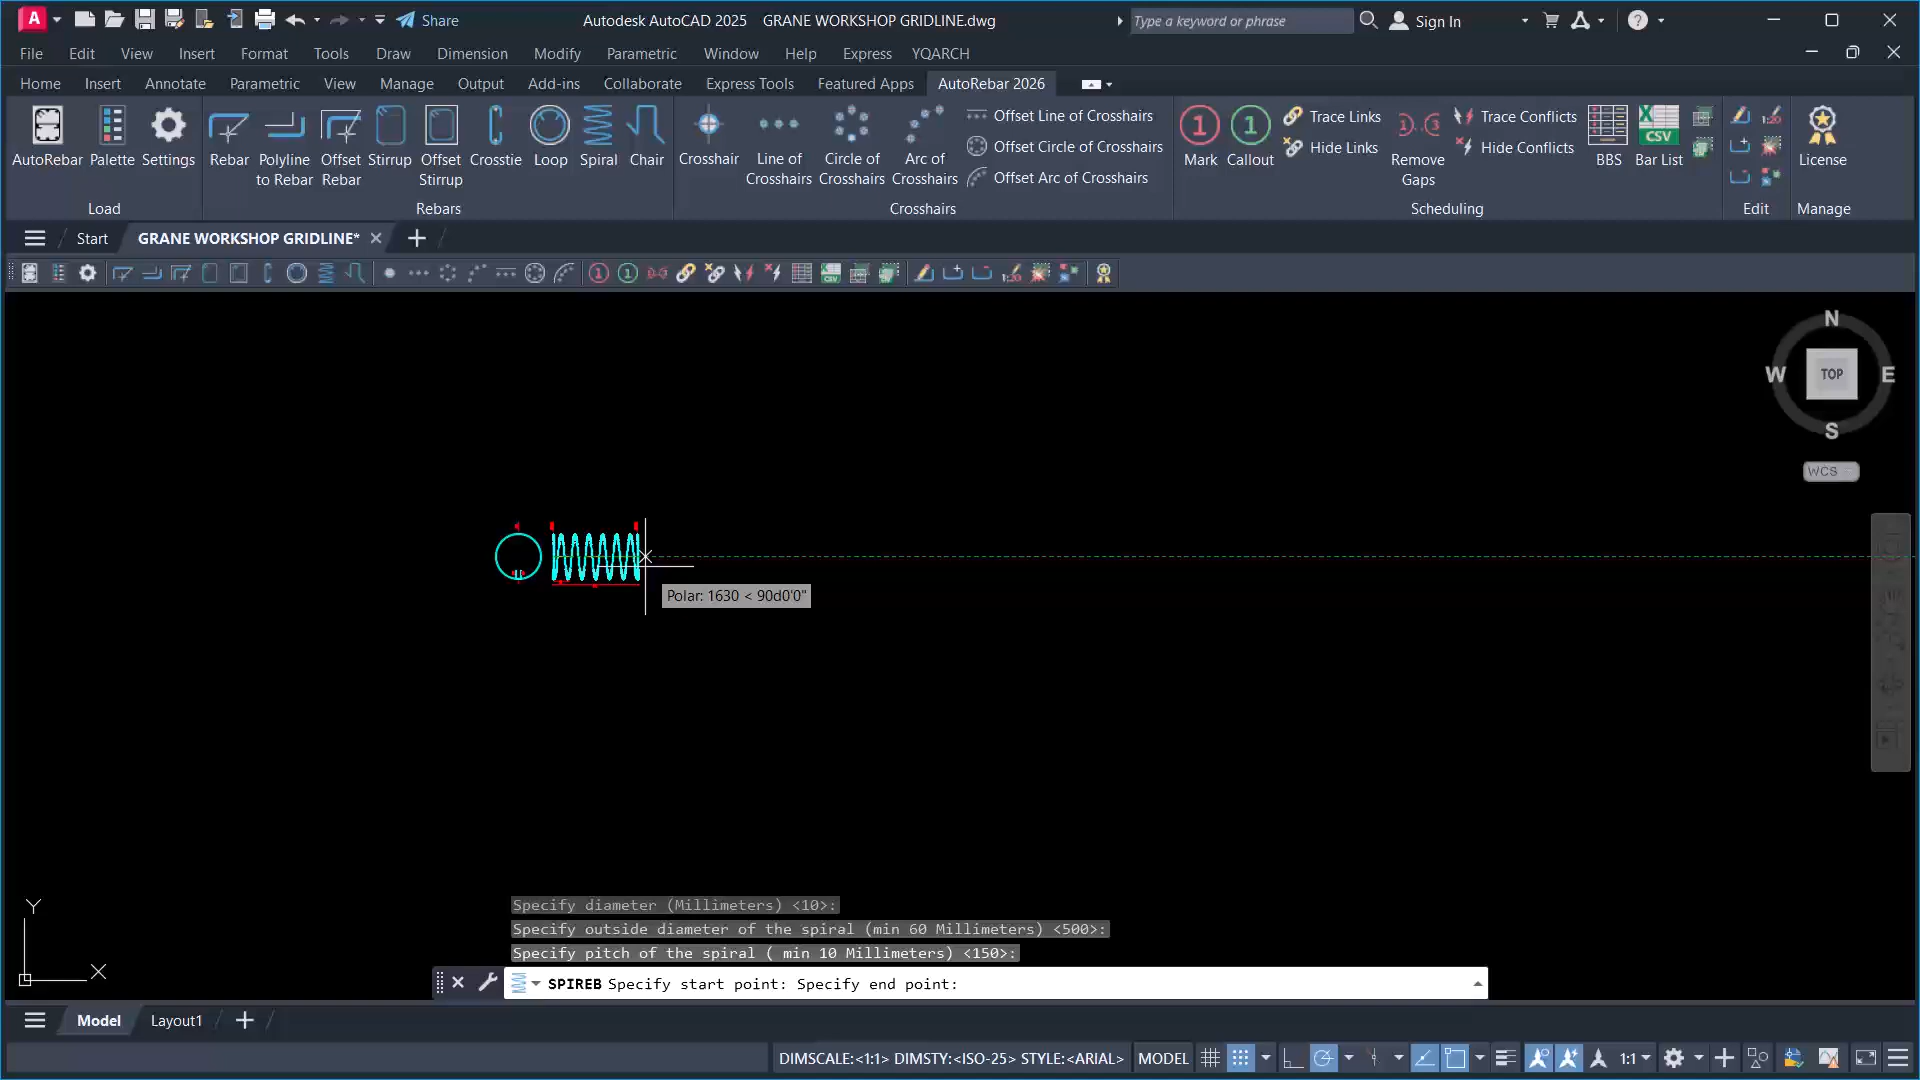 A Share Autodesk AutoCAD 2025 GRANE WORKSHOP GRIDLINE.dwg Type a keyword or phrase Sign In ?
File Edit View Insert Format Tools Draw Dimension Modify Parametric Window Help Express YQARCH
Home Insert Annotate Parametric View Manage Output Add-ins Collaborate Express Tools Featured Apps AutoRebar 2026
AutoRebar Palette Settings
Load
Rebar Polyline to Rebar Offset Rebar Stirrup Offset Stirrup Crosstie Loop Spiral Chair
Rebars
Crosshair Line of Crosshairs Circle of Crosshairs Arc of Crosshairs
Offset Line of Crosshairs
Offset Circle of Crosshairs
Offset Arc of Crosshairs
Crosshairs
1 Mark 1 Callout
Trace Links
Hide Links
1..3 Remove Gaps
Trace Conflicts
Hide Conflicts
BBS CSV Bar List
Scheduling
Edit
License
Manage
Start GRANE WORKSHOP GRIDLINE*
N
W TOP E
S
WCS
Polar: 1630 < 90d0'0"
Y
X
Specify diameter (Millimeters) <10>:
Specify outside diameter of the spiral (min 60 Millimeters) <500>:
Specify pitch of the spiral ( min 10 Millimeters) <150>:
SPIREB Specify start point: Specify end point:
Model Layout1
DIMSCALE:<1:1> DIMSTY:<ISO-25> STYLE:<ARIAL> MODEL 1:1